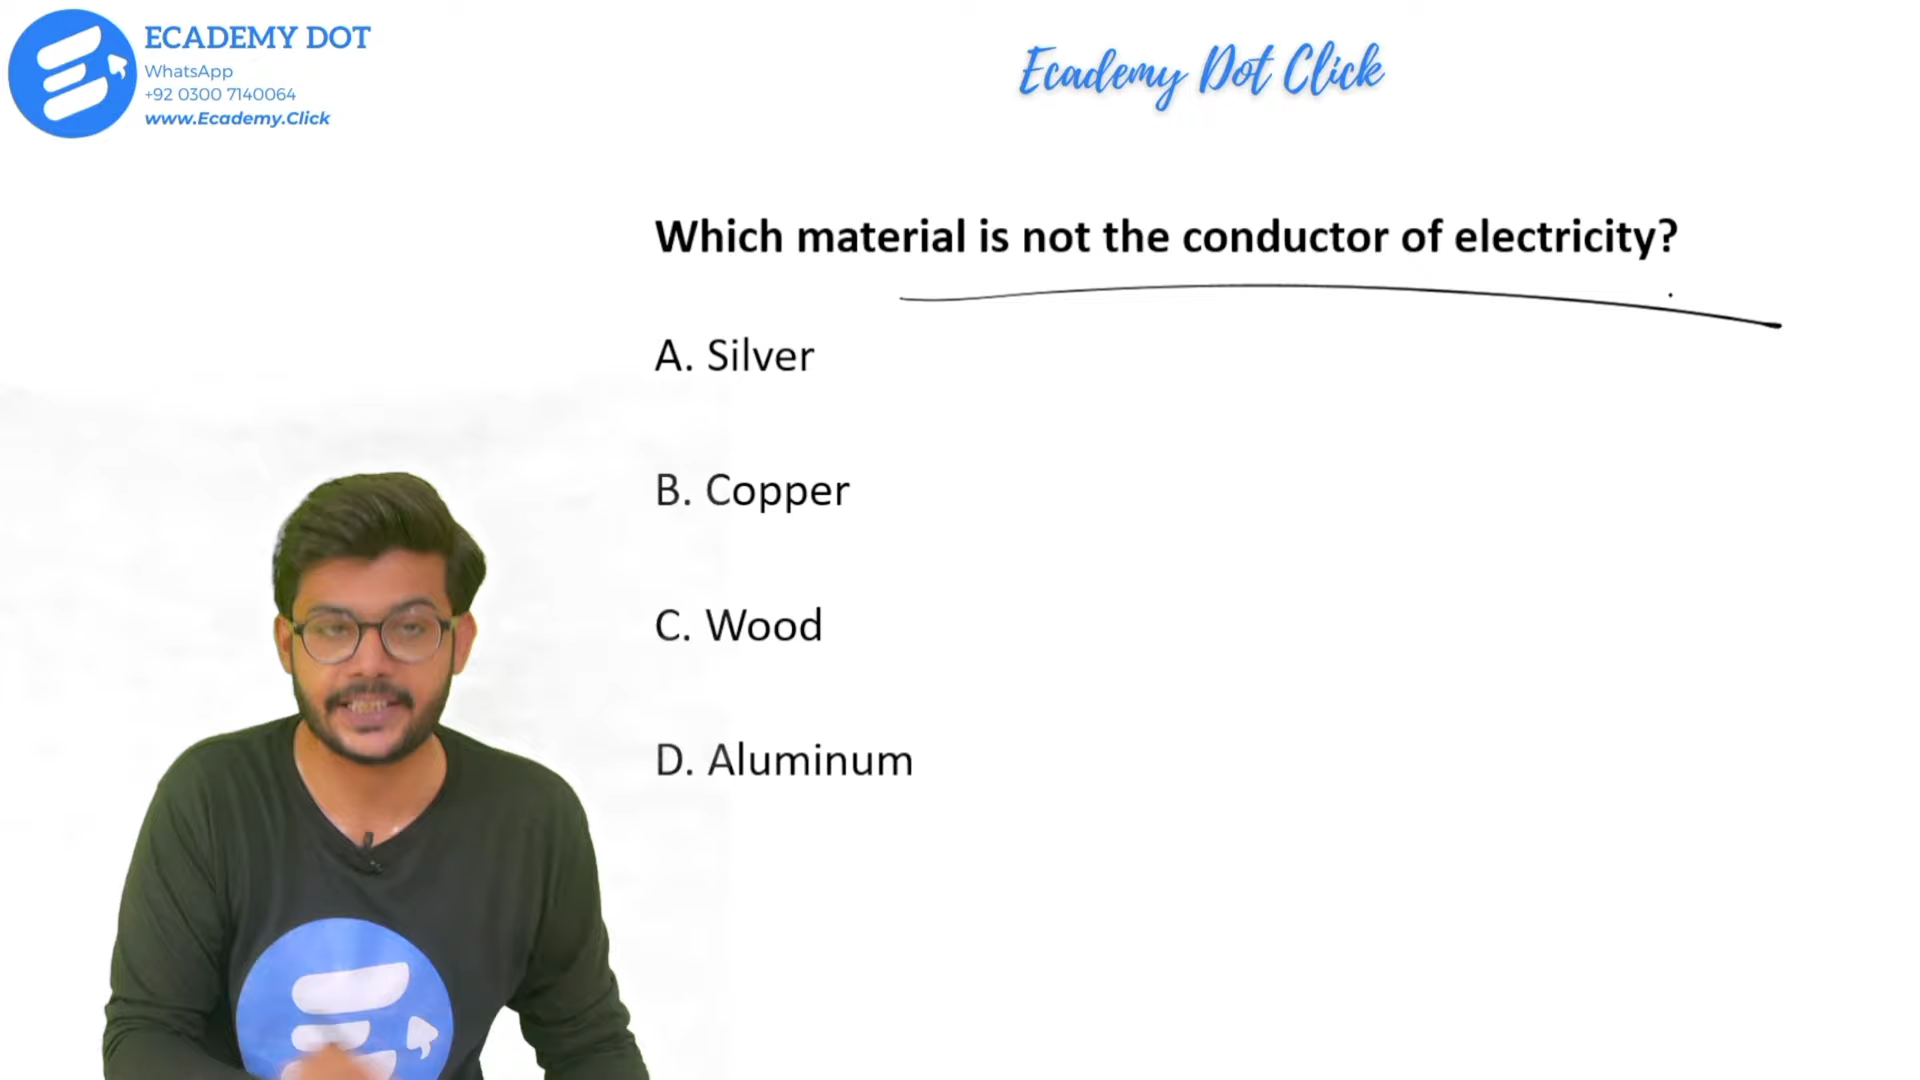 ECADEMY DOT
WhatsApp
+92 0300 7140064
www.Ecademy.Click
Ecademy Dot Click
Which material is not the conductor of electricity?
A. Silver
B. Copper
C. Wood
D. Aluminum